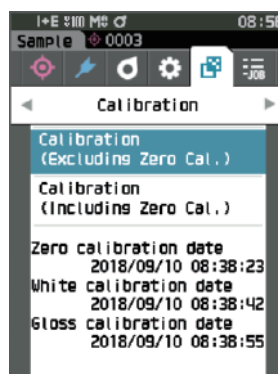 I+E M 08:58
Sample 0003
JOB
Calibration
Calibration
(Excluding Zero Cal.)
Calibration
(Including Zero Cal.)
Zero calibration date
2018/09/10 08:38:23
White calibration date
2018/09/10 08:38:42
Gloss calibration date
2018/09/10 08:38:55